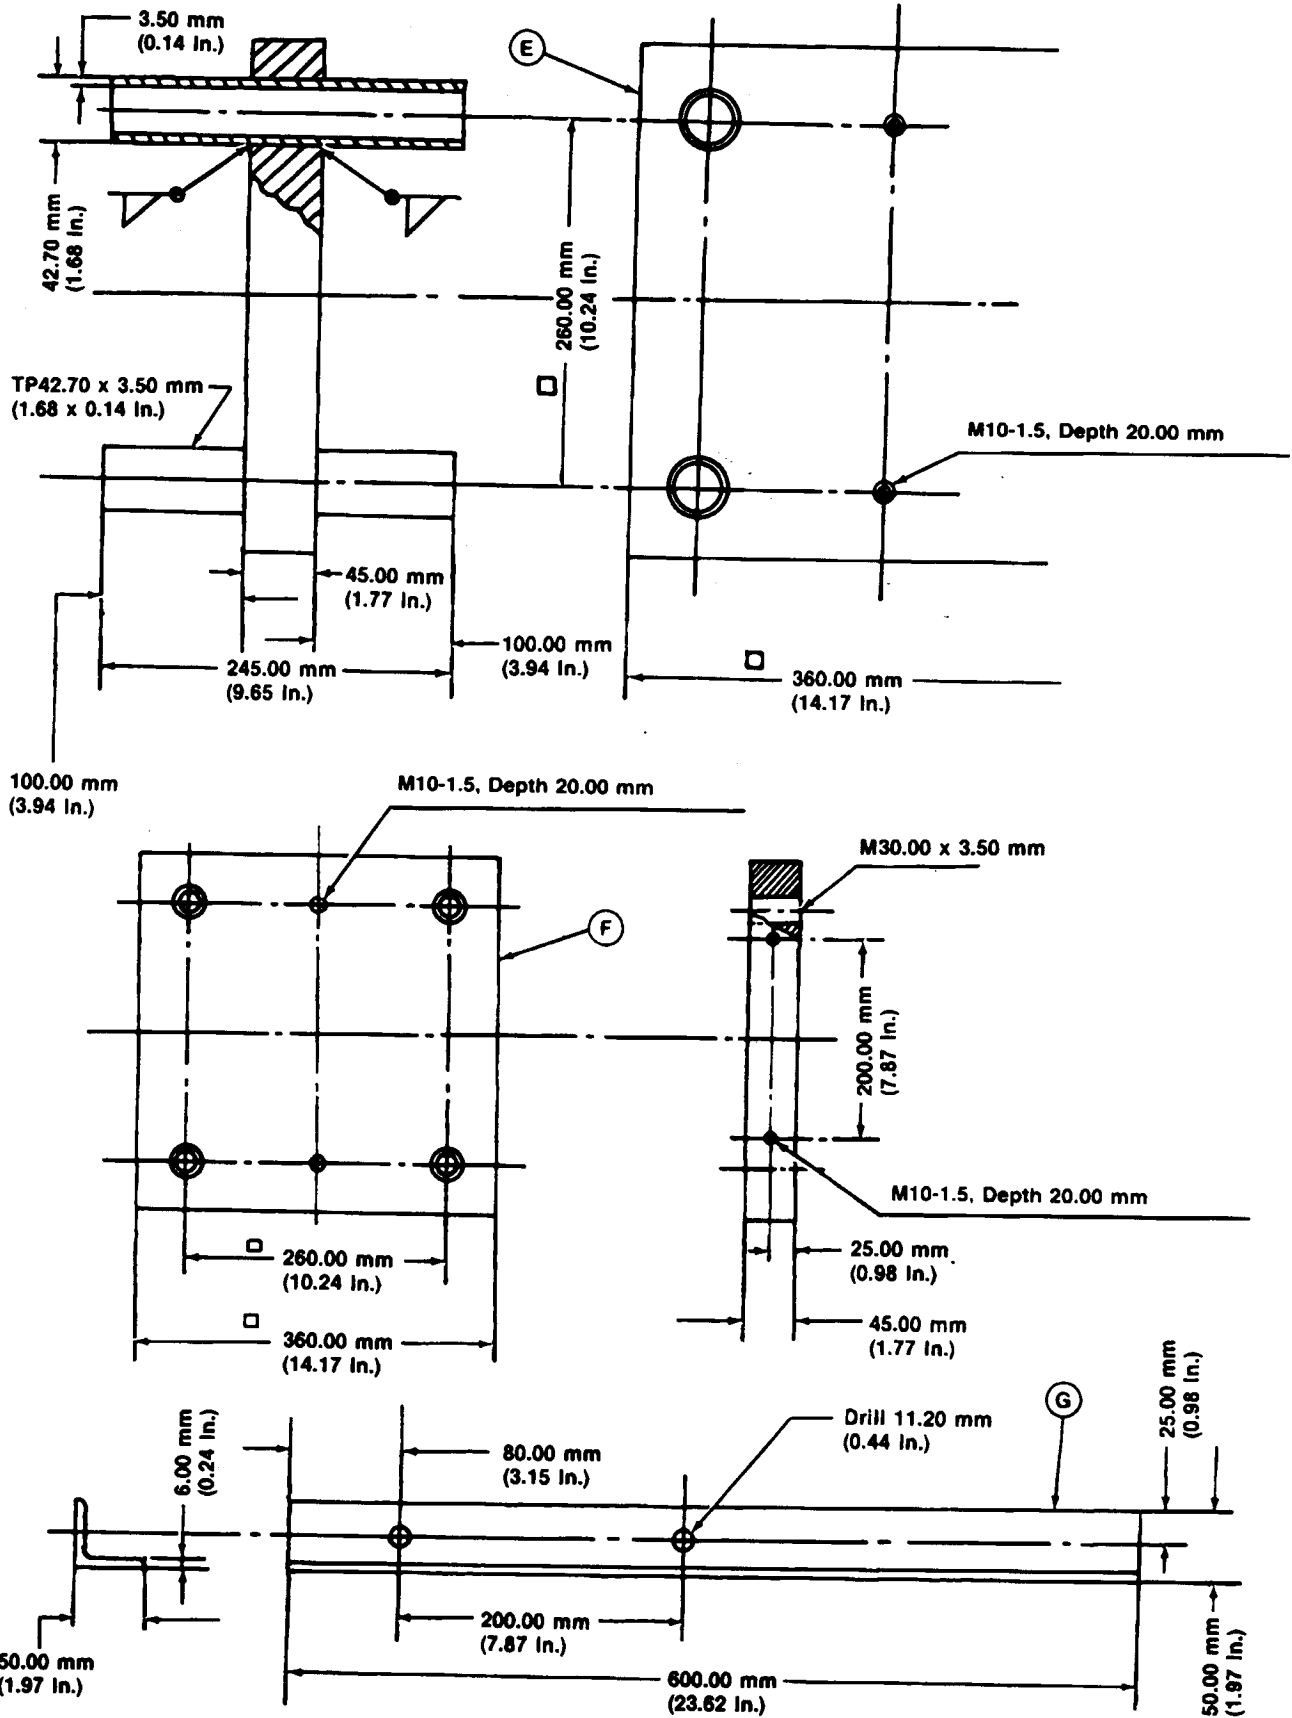 3.50 mm
(0.14 in.)
E
42.70 mm
(1.68 in.)
260.00 mm
(10.24 in.)
TP42.70 x 3.50 mm
(1.68 x 0.14 in.)
M10-1.5, Depth 20.00 mm
45.00 mm
(1.77 in.)
100.00 mm
(3.94 in.)
245.00 mm
(9.65 in.)
360.00 mm
(14.17 in.)
100.00 mm
(3.94 in.)
M10-1.5, Depth 20.00 mm
M30.00 x 3.50 mm
F
200.00 mm
(7.87 in.)
M10-1.5, Depth 20.00 mm
260.00 mm
(10.24 in.)
25.00 mm
(0.98 in.)
360.00 mm
(14.17 in.)
45.00 mm
(1.77 in.)
6.00 mm
(0.24 in.)
80.00 mm
(3.15 in.)
Drill 11.20 mm
(0.44 in.)
G
25.00 mm
(0.98 in.)
200.00 mm
(7.87 in.)
50.00 mm
(1.97 in.)
600.00 mm
(23.62 in.)
50.00 mm
(1.97 in.)